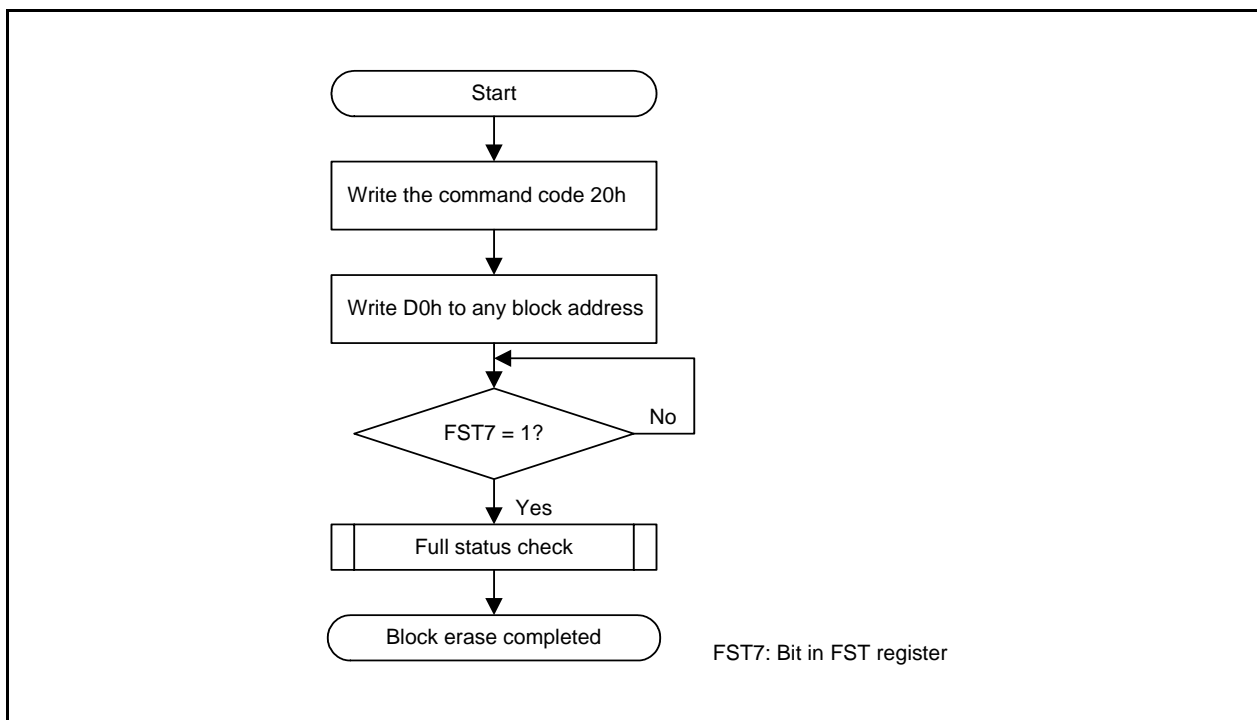 Start
Write the command code 20h
Write D0h to any block address
FST7 = 1?
No
Yes
Full status check
Block erase completed
FST7: Bit in FST register